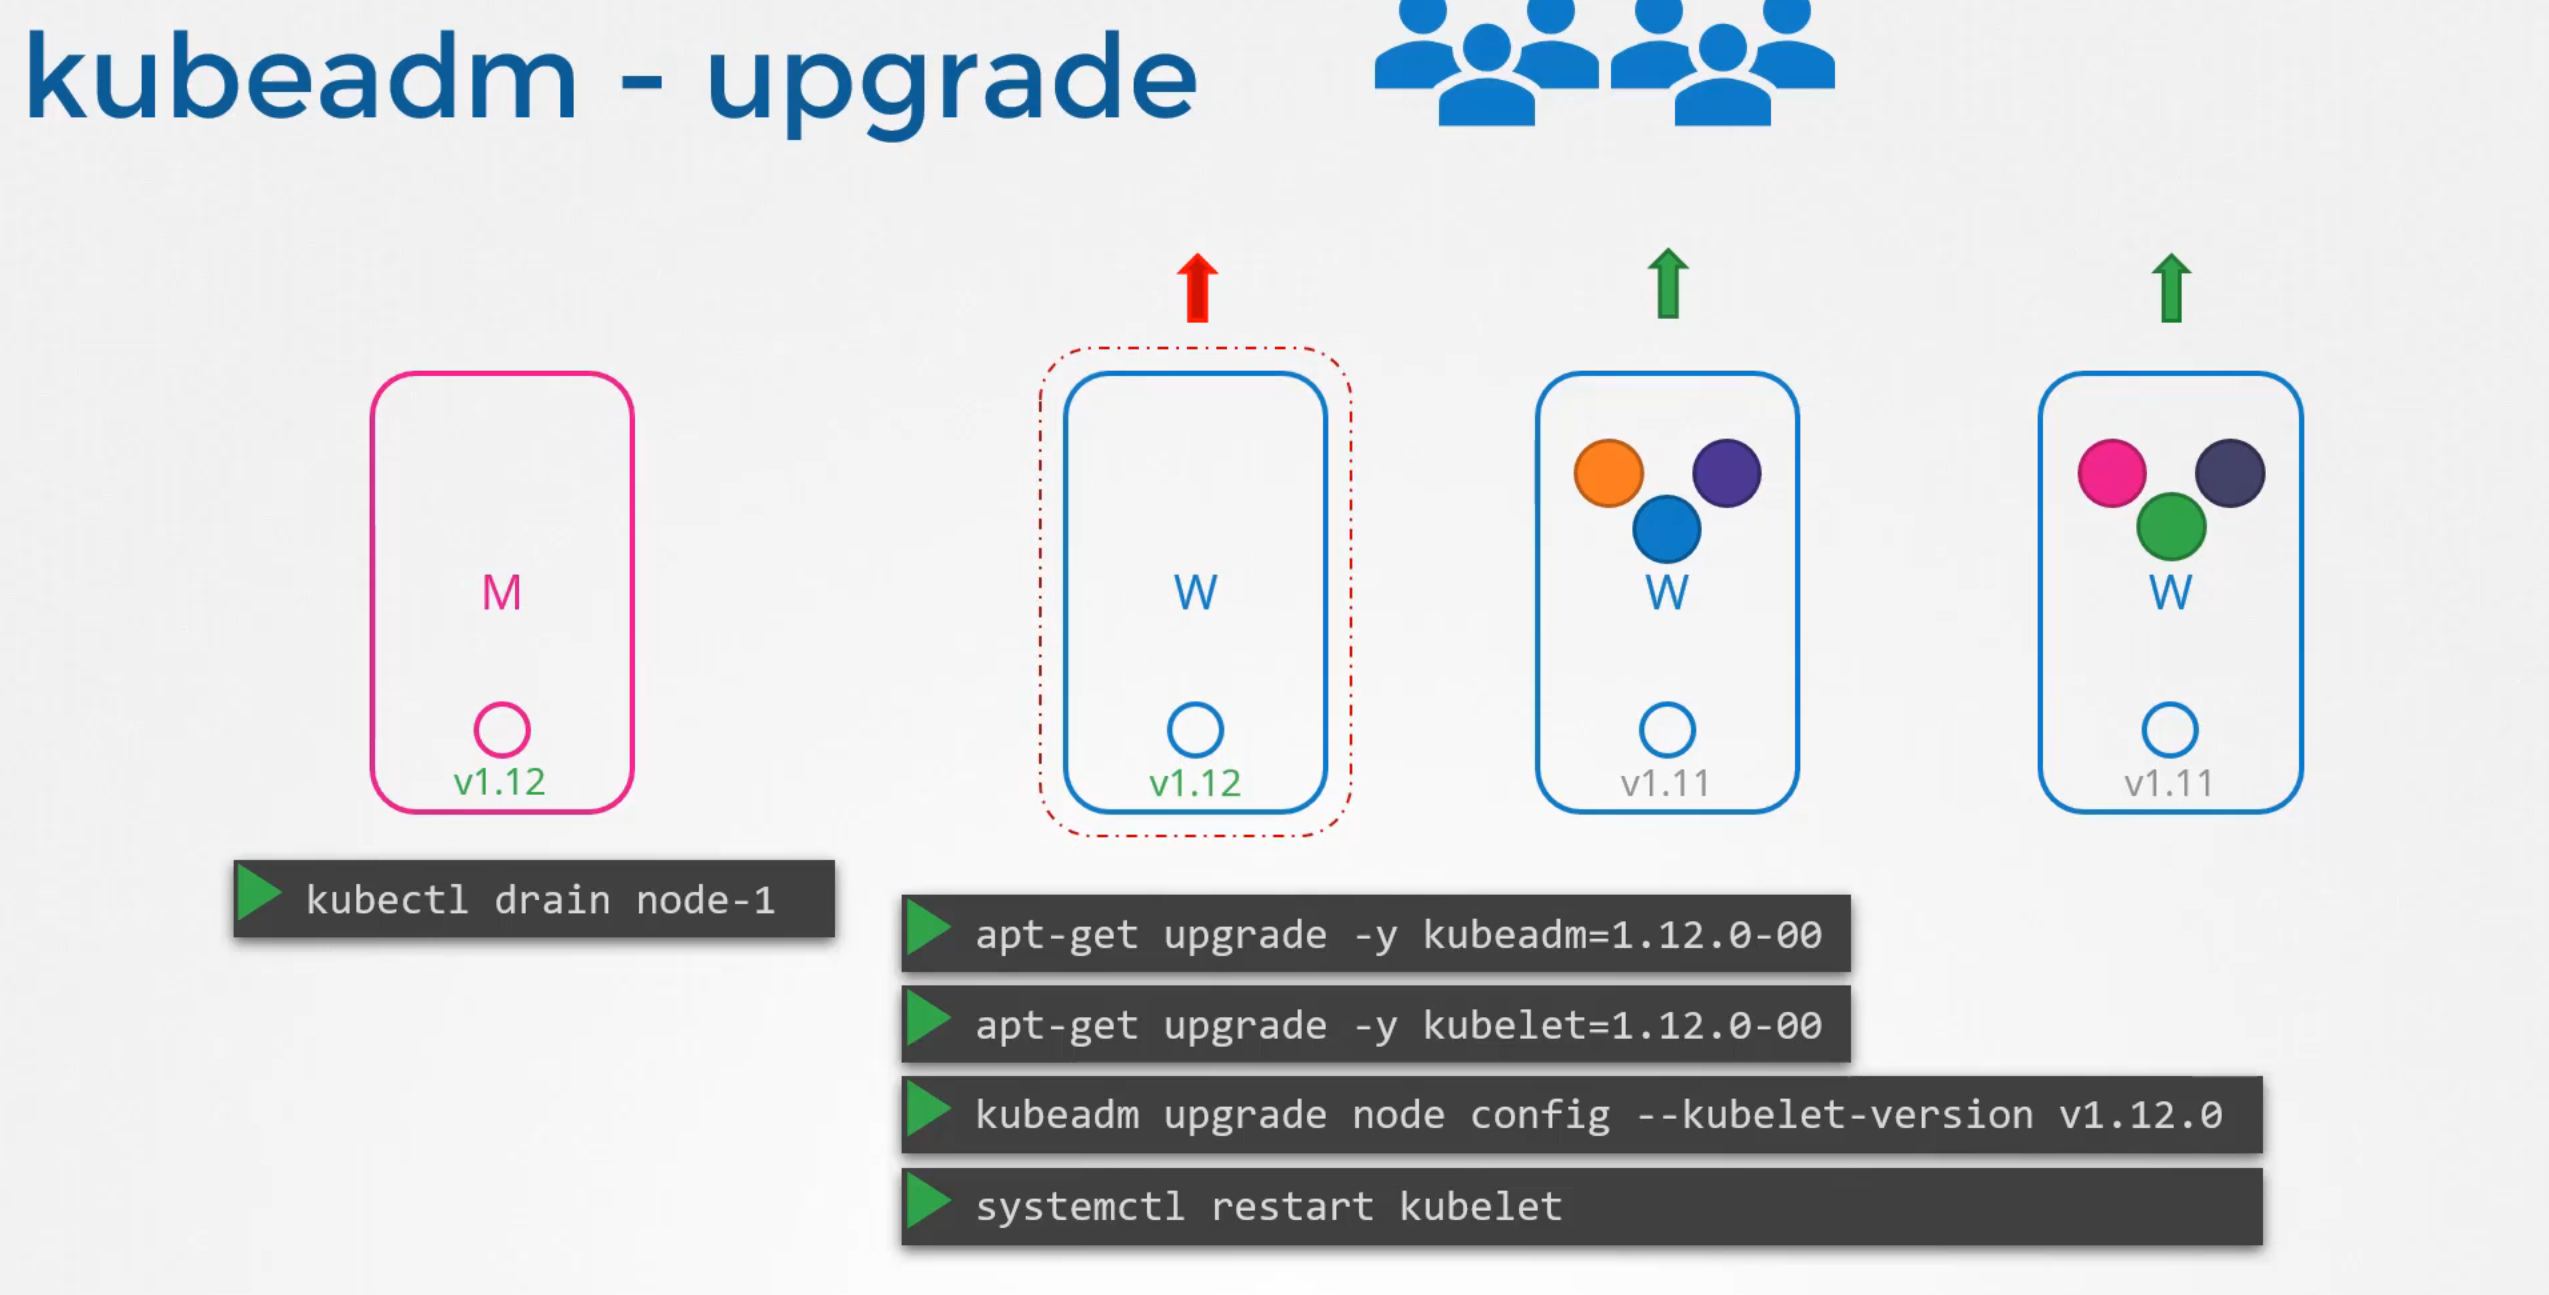 kubeadm - upgrade
M
v1.12
W
v1.12
W
v1.11
W
v1.11
kubectl drain node-1
apt-get upgrade -y kubeadm=1.12.0-00
apt-get upgrade -y kubelet=1.12.0-00
kubeadm upgrade node config --kubelet-version v1.12.0
systemctl restart kubelet